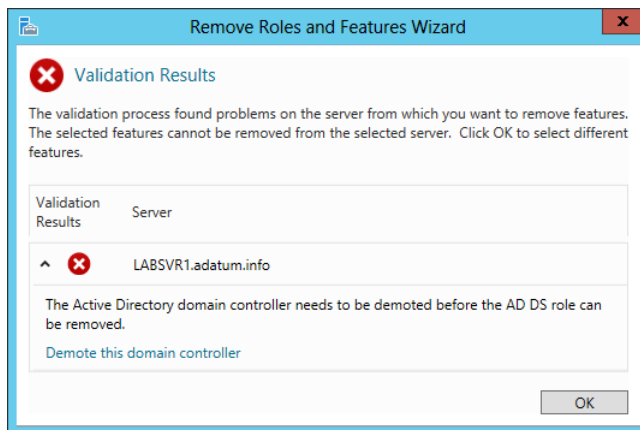 Remove Roles and Features Wizard
x
Validation Results
The validation process found problems on the server from which you want to remove features.
The selected features cannot be removed from the selected server.  Click OK to select different
features.
Validation
Results
Server
LABSVR1.adatum.info
The Active Directory domain controller needs to be demoted before the AD DS role can
be removed.
Demote this domain controller
OK